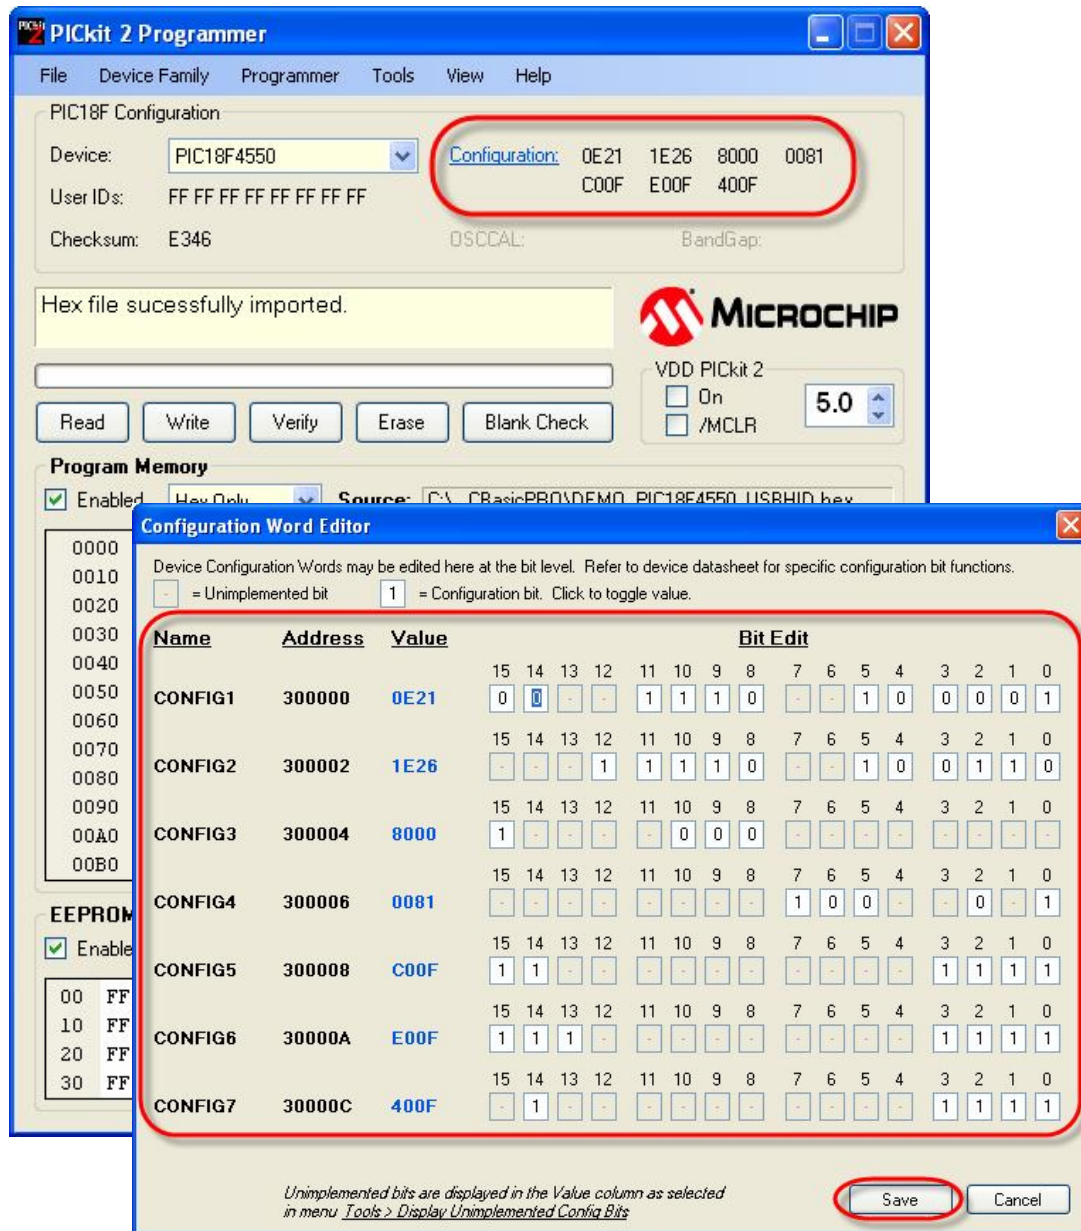 PICkit 2 Programmer
File Device Family Programmer Tools View Help
PIC18F Configuration
Device: PIC18F4550 Configuration: 0E21 1E26 8000 0081
User IDs: FF FF FF FF FF FF FF FF C00F E00F 400F
Checksum: E346 OSCCAL: BandGap:
Hex file sucessfully imported.
MICROCHIP
VDD PICkit 2
On
/MCLR
5.0
Read Write Verify Erase Blank Check
Program Memory
Enabled Hex Only Source: C:\_CBasicPRO\DEMO_PIC18F4550_USBHID.hex
0000
0010
0020
0030
0040
0050
0060
0070
0080
0090
00A0
00B0
EEPROM
Enable
00 FF
10 FF
20 FF
30 FF
Configuration Word Editor
Device Configuration Words may be edited here at the bit level. Refer to device datasheet for specific configuration bit functions.
- = Unimplemented bit 1 = Configuration bit. Click to toggle value.
Name Address Value Bit Edit
15 14 13 12 11 10 9 8 7 6 5 4 3 2 1 0
CONFIG1 300000 0E21 0 0 - - 1 1 1 0 - - 1 0 0 0 0 1
15 14 13 12 11 10 9 8 7 6 5 4 3 2 1 0
CONFIG2 300002 1E26 - - - 1 1 1 1 0 - - 1 0 0 1 1 0
15 14 13 12 11 10 9 8 7 6 5 4 3 2 1 0
CONFIG3 300004 8000 1 - - - - 0 0 0 - - - - - - - -
15 14 13 12 11 10 9 8 7 6 5 4 3 2 1 0
CONFIG4 300006 0081 - - - - - - - - 1 0 0 - - 0 - 1
15 14 13 12 11 10 9 8 7 6 5 4 3 2 1 0
CONFIG5 300008 C00F 1 1 - - - - - - - - - - 1 1 1 1
15 14 13 12 11 10 9 8 7 6 5 4 3 2 1 0
CONFIG6 30000A E00F 1 1 1 - - - - - - - - - 1 1 1 1
15 14 13 12 11 10 9 8 7 6 5 4 3 2 1 0
CONFIG7 30000C 400F - 1 - - - - - - - - - - 1 1 1 1
Unimplemented bits are displayed in the Value column as selected
in menu Tools > Display Unimplemented Config Bits
Save Cancel